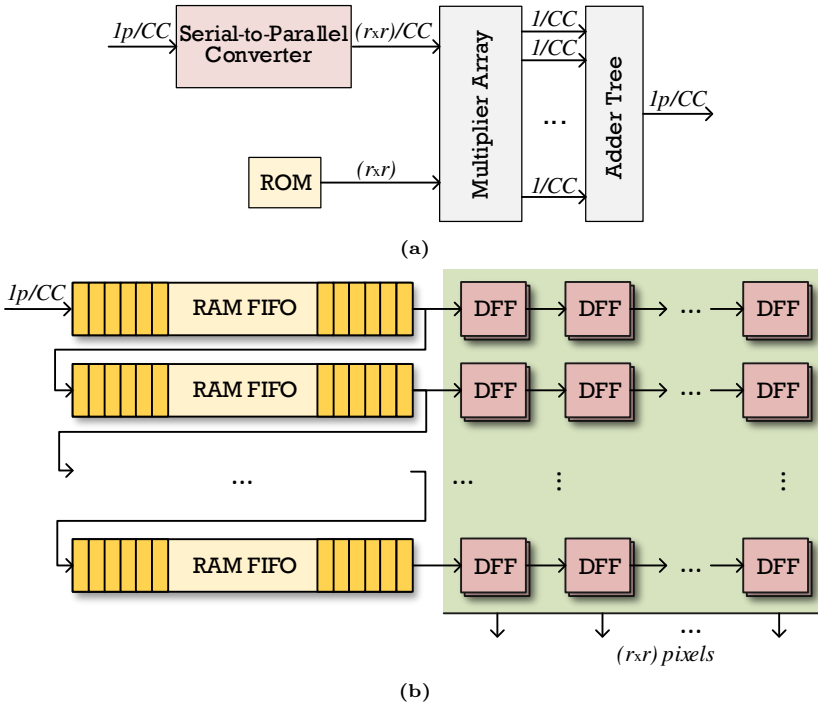 1p/CC
Serial-to-Parallel
Converter
(rxr)/CC
1/CC
1/CC
...
1/CC
Multiplier Array
Adder Tree
1p/CC
ROM
(rxr)
(a)
1p/CC
RAM FIFO
DFF
DFF
...
DFF
RAM FIFO
DFF
DFF
...
DFF
...
...
RAM FIFO
DFF
DFF
...
DFF
...
(rxr) pixels
(b)